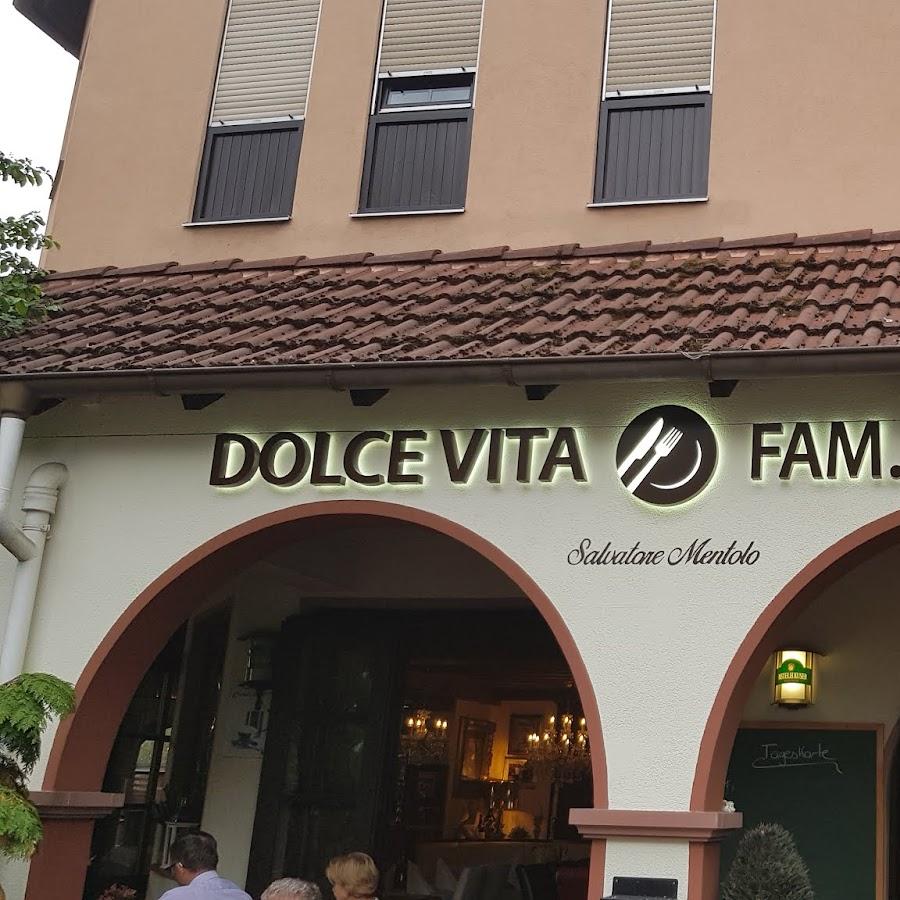 DOLCE VITA FAM.
Salvatore Mentolo
Tageskarte